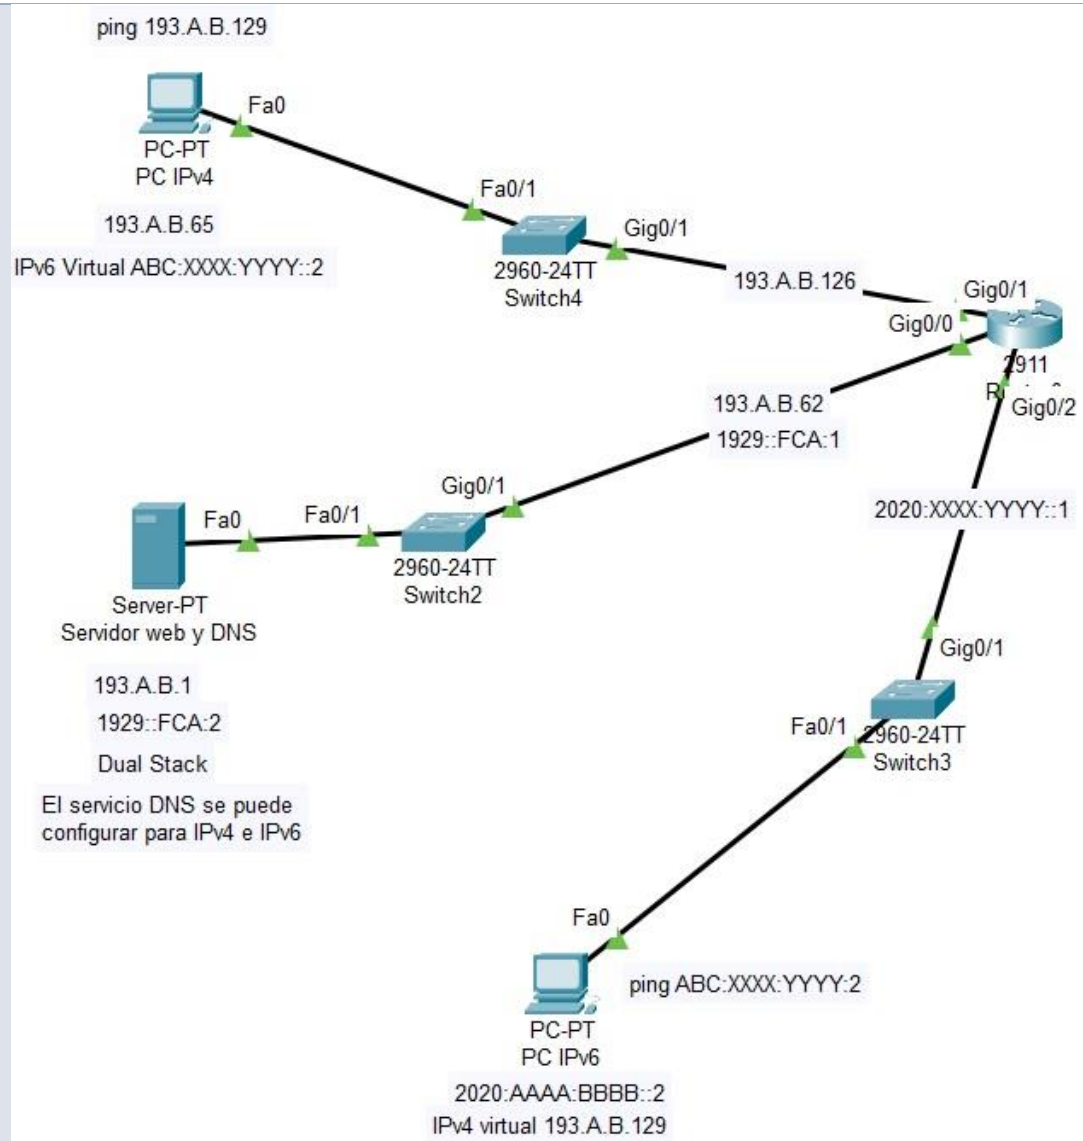 ping 193.A.B.129
Fa0
PC-PT
PC IPv4
193.A.B.65
IPv6 Virtual ABC:XXXX:YYYY::2
Fa0/1
2960-24TT
Switch4
Gig0/1
193.A.B.126
Gig0/1
Gig0/0
2911
Gig0/2
193.A.B.62
1929::FCA:1
2020:XXXX:YYYY::1
Gig0/1
Fa0/1
Fa0
2960-24TT
Switch2
Server-PT
Servidor web y DNS
193.A.B.1
1929::FCA:2
Dual Stack
El servicio DNS se puede
configurar para IPv4 e IPv6
Gig0/1
Fa0/1
2960-24TT
Switch3
Fa0
ping ABC:XXXX:YYYY:2
PC-PT
PC IPv6
2020:AAAA:BBBB::2
IPv4 virtual 193.A.B.129